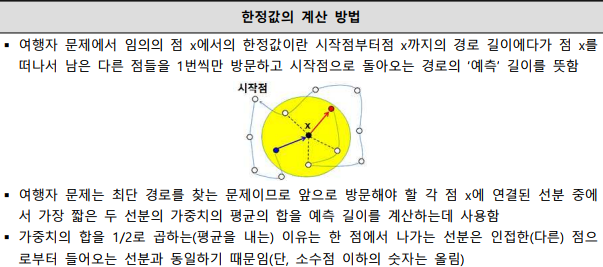 한정값의 계산 방법
▪ 여행자 문제에서 임의의 점 x에서의 한정값이란 시작점부터점 x까지의 경로 길이에다가 점 x를
떠나서 남은 다른 점들을 1번씩만 방문하고 시작점으로 돌아오는 경로의 ‘예측’ 길이를 뜻함
시작점
x
▪ 여행자 문제는 최단 경로를 찾는 문제이므로 앞으로 방문해야 할 각 점 x에 연결된 선분 중에
서 가장 짧은 두 선분의 가중치의 평균의 합을 예측 길이를 계산하는데 사용함
▪ 가중치의 합을 1/2로 곱하는(평균을 내는) 이유는 한 점에서 나가는 선분은 인접한(다른) 점으
로부터 들어오는 선분과 동일하기 때문임(단, 소수점 이하의 숫자는 올림)